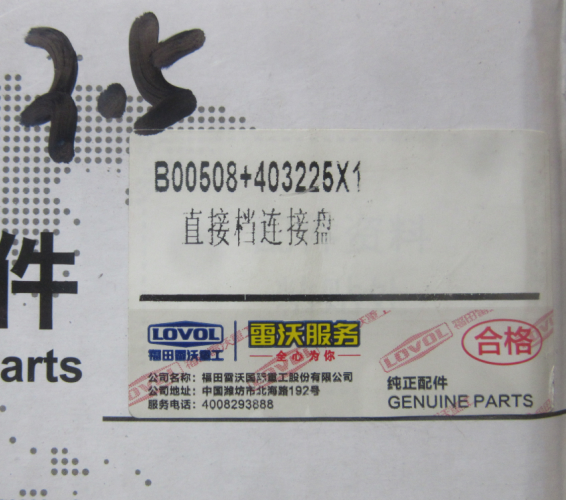 7.5
B00508+403225X1
直接档连接盘
件
arts
LOVOL
福田雷沃重工
雷沃服务
全心为你
合格
公司名称：福田雷沃国际重工股份有限公司
公司地址：中国潍坊市北海路192号
服务电话：4008293888
纯正配件
GENUINE PARTS
LOVOL